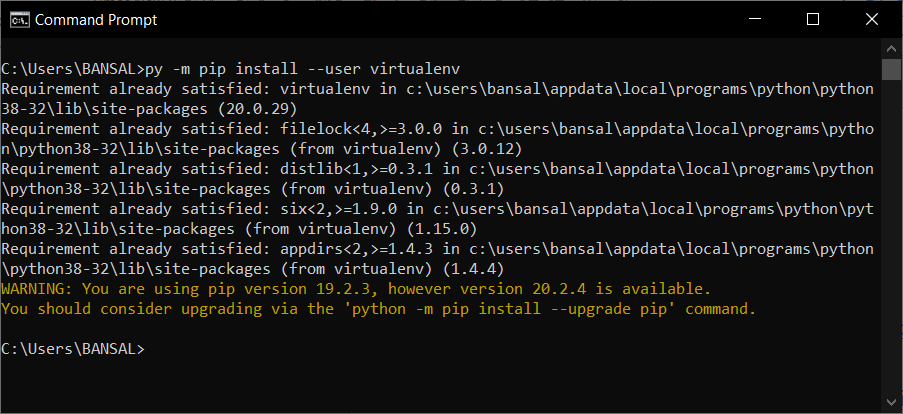 Command Prompt
C:\Users\BANSAL>py -m pip install --user virtualenv
Requirement already satisfied: virtualenv in c:\users\bansal\appdata\local\programs\python\python
38-32\lib\site-packages (20.0.29)
Requirement already satisfied: filelock<4,>=3.0.0 in c:\users\bansal\appdata\local\programs\pytho
n\python38-32\lib\site-packages (from virtualenv) (3.0.12)
Requirement already satisfied: distlib<1,>=0.3.1 in c:\users\bansal\appdata\local\programs\python
\python38-32\lib\site-packages (from virtualenv) (0.3.1)
Requirement already satisfied: six<2,>=1.9.0 in c:\users\bansal\appdata\local\programs\python\pyt
hon38-32\lib\site-packages (from virtualenv) (1.15.0)
Requirement already satisfied: appdirs<2,>=1.4.3 in c:\users\bansal\appdata\local\programs\python
\python38-32\lib\site-packages (from virtualenv) (1.4.4)
WARNING: You are using pip version 19.2.3, however version 20.2.4 is available.
You should consider upgrading via the 'python -m pip install --upgrade pip' command.
C:\Users\BANSAL>